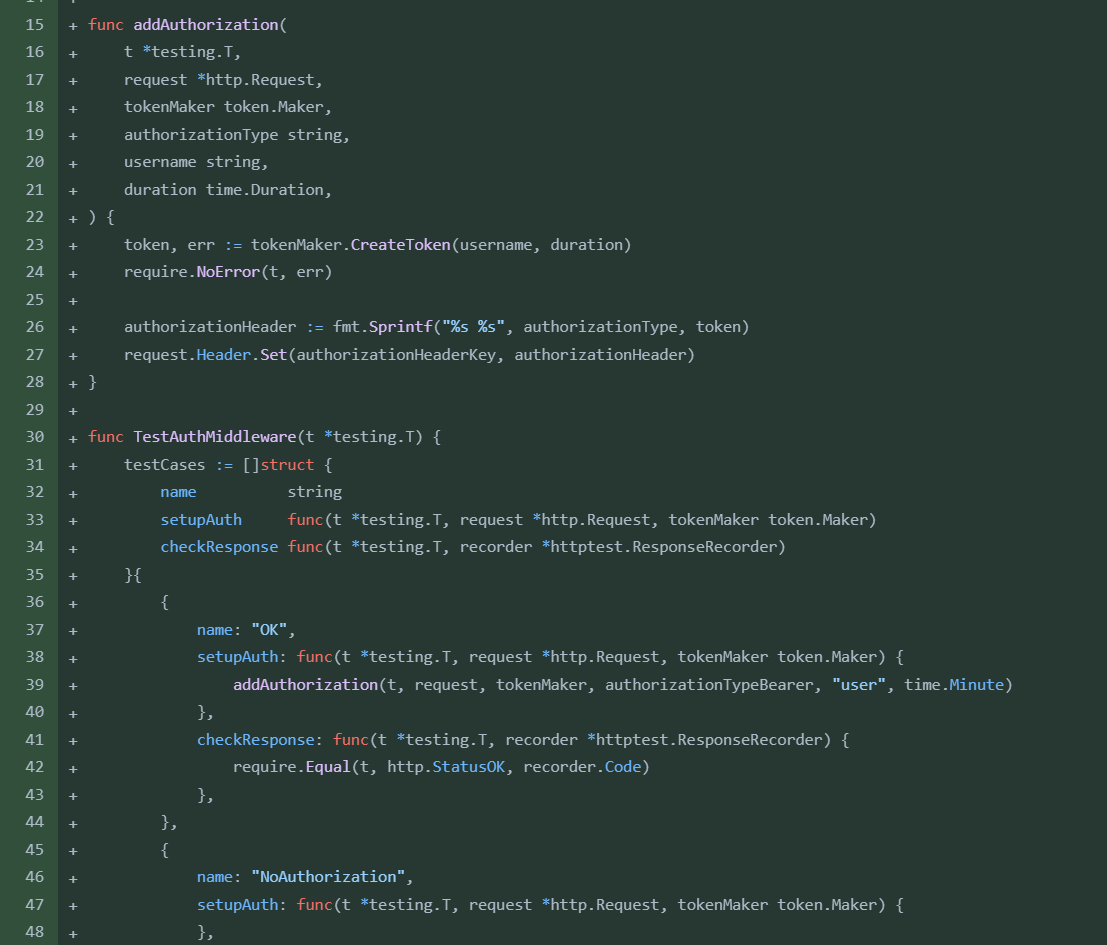 15 + func addAuthorization(
16 + t *testing.T,
17 + request *http.Request,
18 + tokenMaker token.Maker,
19 + authorizationType string,
20 + username string,
21 + duration time.Duration,
22 + ) {
23 + token, err := tokenMaker.CreateToken(username, duration)
24 + require.NoError(t, err)
25 +
26 + authorizationHeader := fmt.Sprintf("%s %s", authorizationType, token)
27 + request.Header.Set(authorizationHeaderKey, authorizationHeader)
28 + }
29 +
30 + func TestAuthMiddleware(t *testing.T) {
31 + testCases := []struct {
32 + name string
33 + setupAuth func(t *testing.T, request *http.Request, tokenMaker token.Maker)
34 + checkResponse func(t *testing.T, recorder *httptest.ResponseRecorder)
35 + }{
36 + {
37 + name: "OK",
38 + setupAuth: func(t *testing.T, request *http.Request, tokenMaker token.Maker) {
39 + addAuthorization(t, request, tokenMaker, authorizationTypeBearer, "user", time.Minute)
40 + },
41 + checkResponse: func(t *testing.T, recorder *httptest.ResponseRecorder) {
42 + require.Equal(t, http.StatusOK, recorder.Code)
43 + },
44 + },
45 + {
46 + name: "NoAuthorization",
47 + setupAuth: func(t *testing.T, request *http.Request, tokenMaker token.Maker) {
48 + },